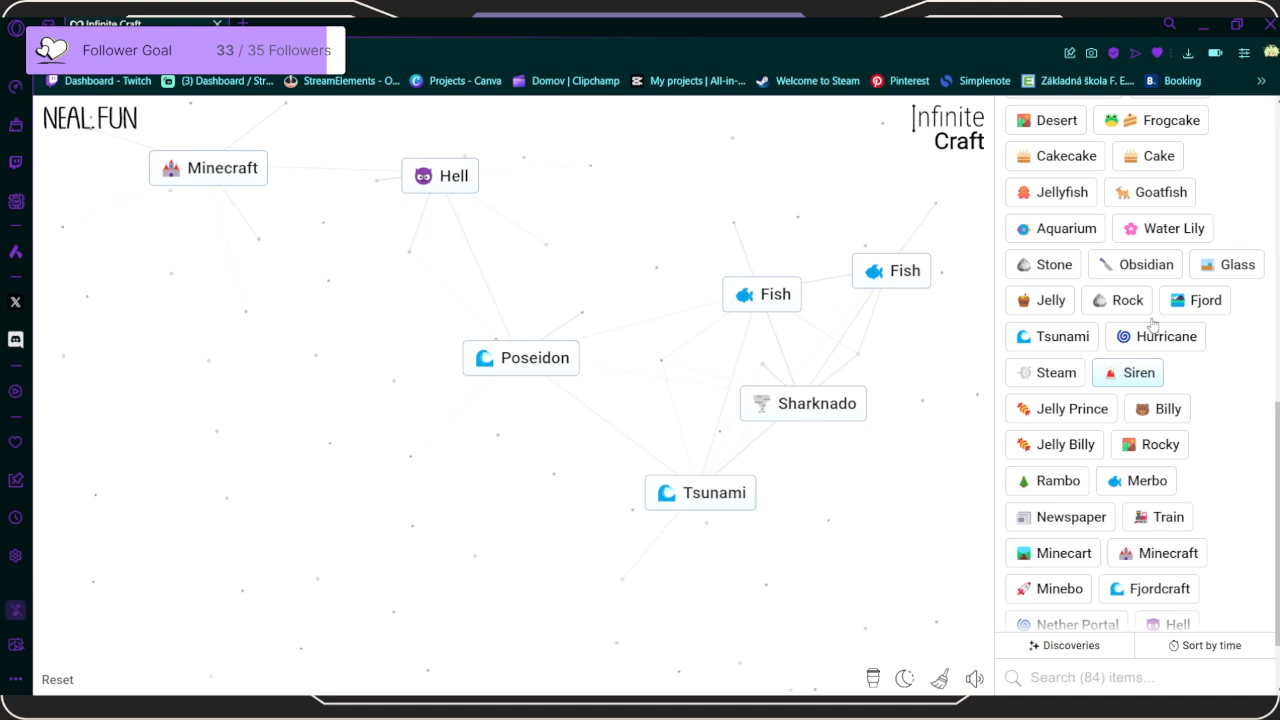 Infinite Craft
Follower Goal 33 / 35 Followers
Dashboard - Twitch (3) Dashboard / Str... StreamElements - O... Projects - Canva Domov | Clipchamp My projects | All-in-... Welcome to Steam Pinterest Simplenote Základná škola F. E... B. Booking
NEAL.FUN
Infinite
Craft
Minecraft
Hell
Fish
Fish
Poseidon
Sharknado
Tsunami
Desert Frogcake
Cakecake Cake
Jellyfish Goatfish
Aquarium Water Lily
Stone Obsidian Glass
Jelly Rock Fjord
Tsunami Hurricane
Steam Siren
Jelly Prince Billy
Jelly Billy Rocky
Rambo Merbo
Newspaper Train
Minecart Minecraft
Minebo Fjordcraft
Nether Portal Hell
Discoveries Sort by time
Search (84) items...
Reset